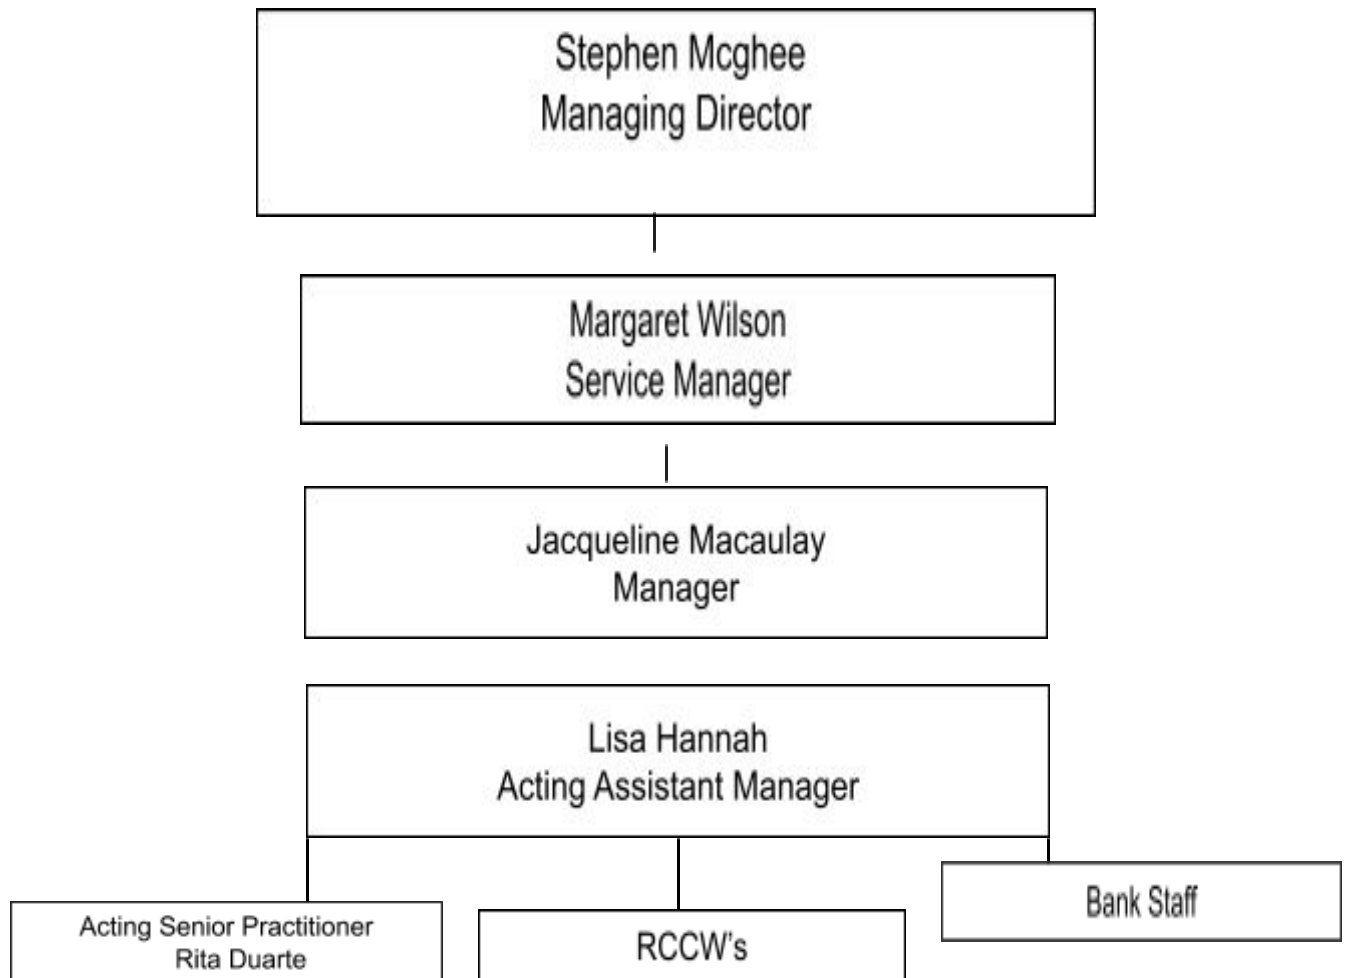 Stephen Mcghee
Managing Director
Margaret Wilson
Service Manager
Jacqueline Macaulay
Manager
Lisa Hannah
Acting Assistant Manager
Acting Senior Practitioner
Rita Duarte
RCCW's
Bank Staff